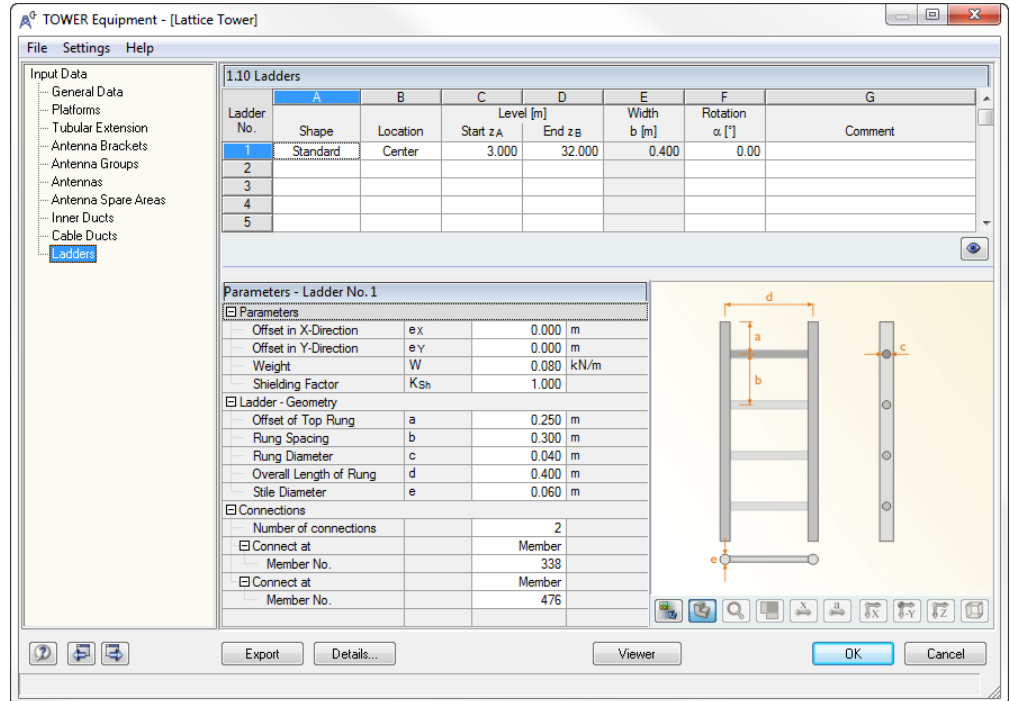 TOWER Equipment - [Lattice Tower]
File Settings Help
Input Data
General Data
Platforms
Tubular Extension
Antenna Brackets
Antenna Groups
Antennas
Antenna Spare Areas
Inner Ducts
Cable Ducts
Ladders
1.10 Ladders
A B C D E F G
Ladder No. Level [m] Width Rotation
Shape Location Start zA End zB b [m] α [°] Comment
1 Standard Center 3.000 32.000 0.400 0.00
2
3
4
5
Parameters - Ladder No. 1
Parameters
Offset in X-Direction eX 0.000 m
Offset in Y-Direction eY 0.000 m
Weight W 0.080 kN/m
Shielding Factor KSh 1.000
Ladder - Geometry
Offset of Top Rung a 0.250 m
Rung Spacing b 0.300 m
Rung Diameter c 0.040 m
Overall Length of Rung d 0.400 m
Stile Diameter e 0.060 m
Connections
Number of connections 2
Connect at Member
Member No. 338
Connect at Member
Member No. 476
d
a
c
b
e
x a X -Y Z
Export Details... Viewer OK Cancel